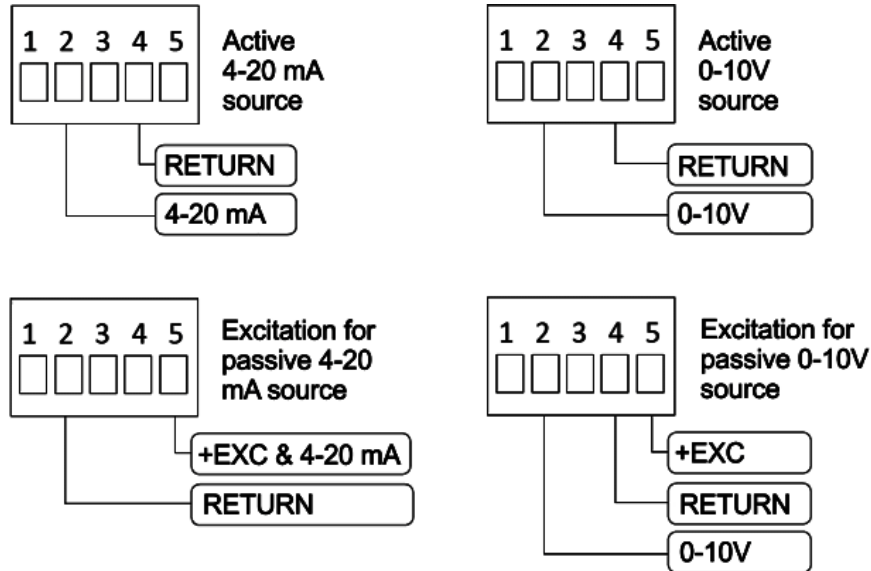 1 2 3 4 5
Active
4-20 mA
source
RETURN
4-20 mA
1 2 3 4 5
Active
0-10V
source
RETURN
0-10V
1 2 3 4 5
Excitation for
passive 4-20
mA source
+EXC & 4-20 mA
RETURN
1 2 3 4 5
Excitation for
passive 0-10V
source
+EXC
RETURN
0-10V